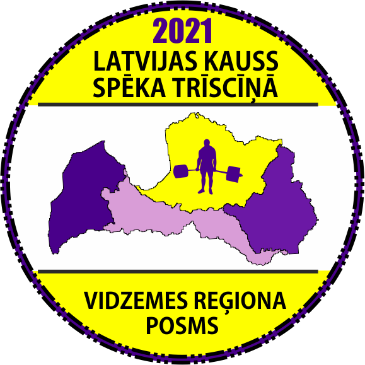 2021
LATVIJAS KAUSS
SPĒKA TRĪSCĪŅĀ
VIDZEMES REĢIONA
POSMS